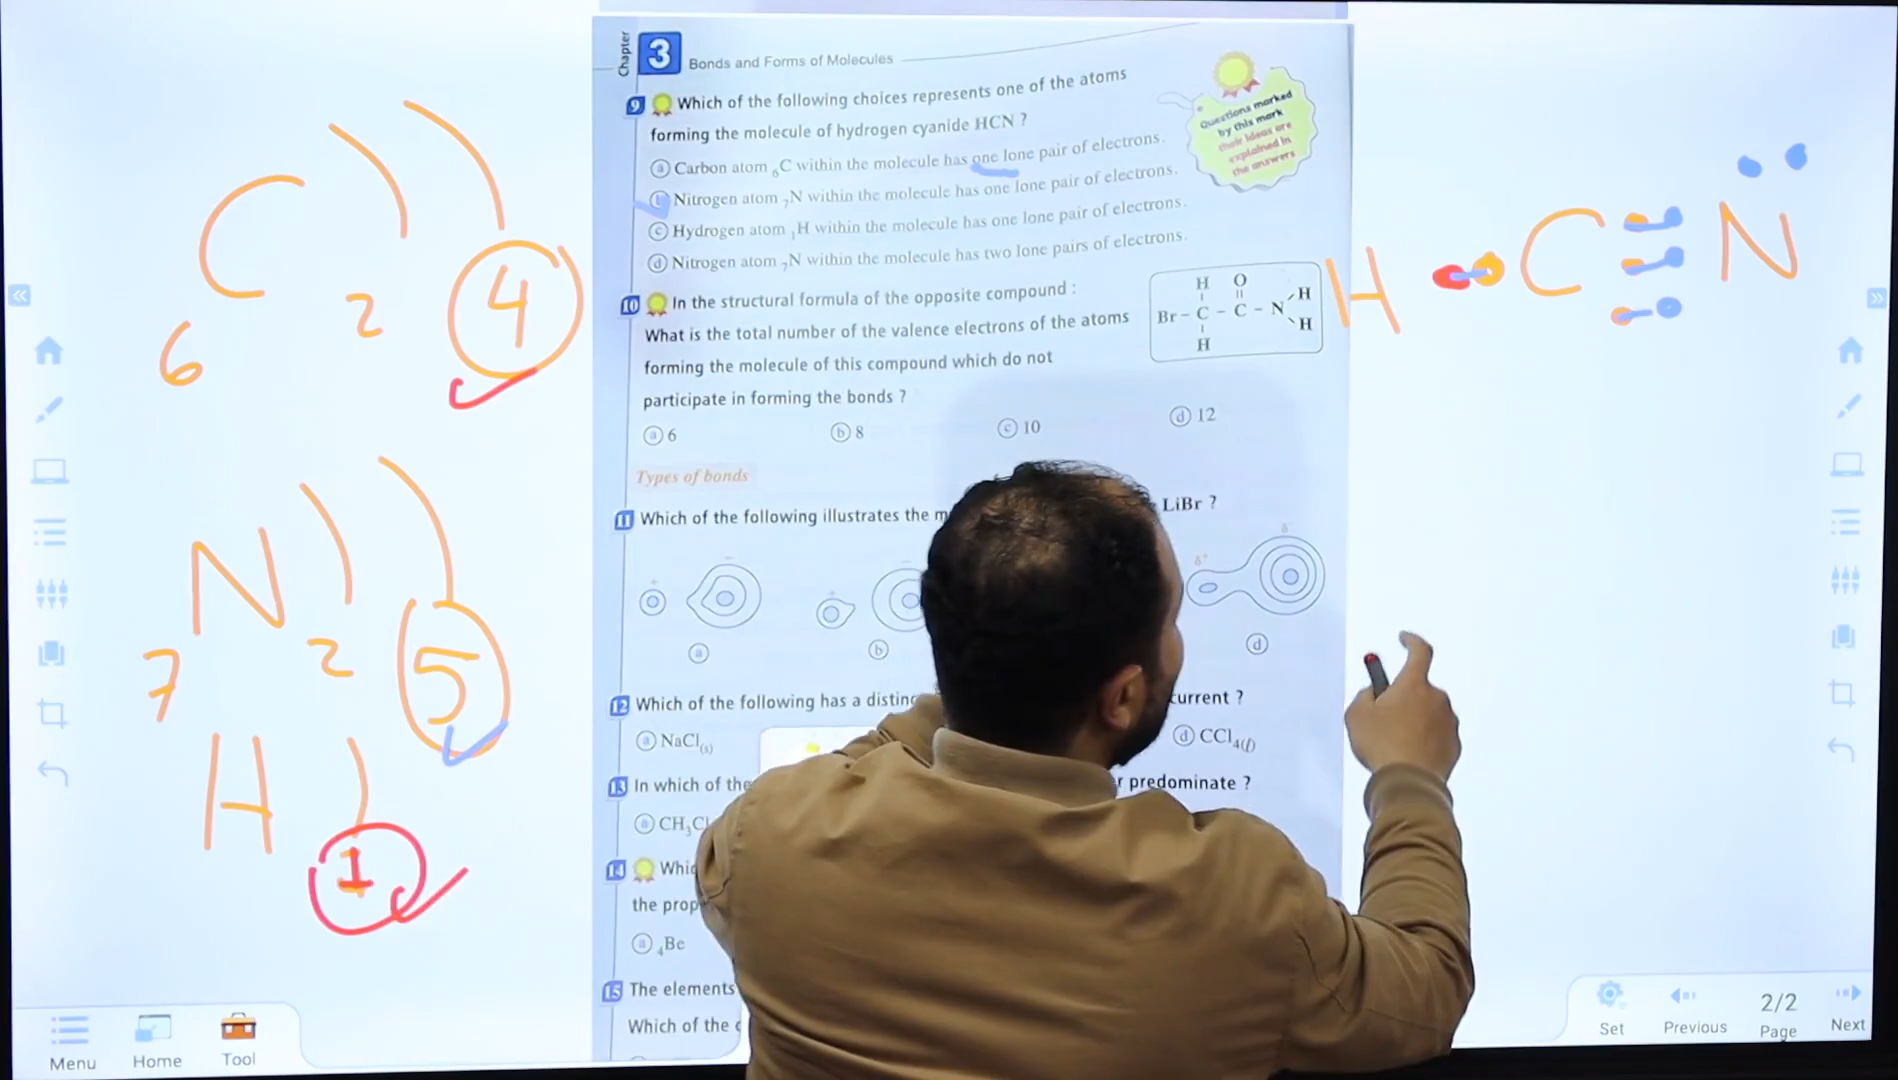 Chapter 3 Bonds and Forms of Molecules
9 Which of the following choices represents one of the atoms
forming the molecule of hydrogen cyanide HCN ?
a Carbon atom ₆C within the molecule has one lone pair of electrons.
Nitrogen atom ₇N within the molecule has one lone pair of electrons.
c Hydrogen atom ₁H within the molecule has one lone pair of electrons.
d Nitrogen atom ₇N within the molecule has two lone pairs of electrons.
Questions marked
by this mark
their ideas are
explained in
the answers
10 In the structural formula of the opposite compound :
What is the total number of the valence electrons of the atoms
forming the molecule of this compound which do not
participate in forming the bonds ?
H O
Br – C – C – N H
H
H
a 6 b 8 c 10 d 12
Types of bonds
11 Which of the following illustrates the LiBr ?
+ − + − δ⁺ δ⁻
a b d
12 Which of the following has a current ?
a NaCl(s) d CCl₄(ℓ)
13 In which of the predominate ?
a
14
the
a ₄Be
15 The elements
Which of the
C
6 2 4
N
7 2 5
H
1
H C N
Menu Home Tool
Set Previous 2/2 Page Next